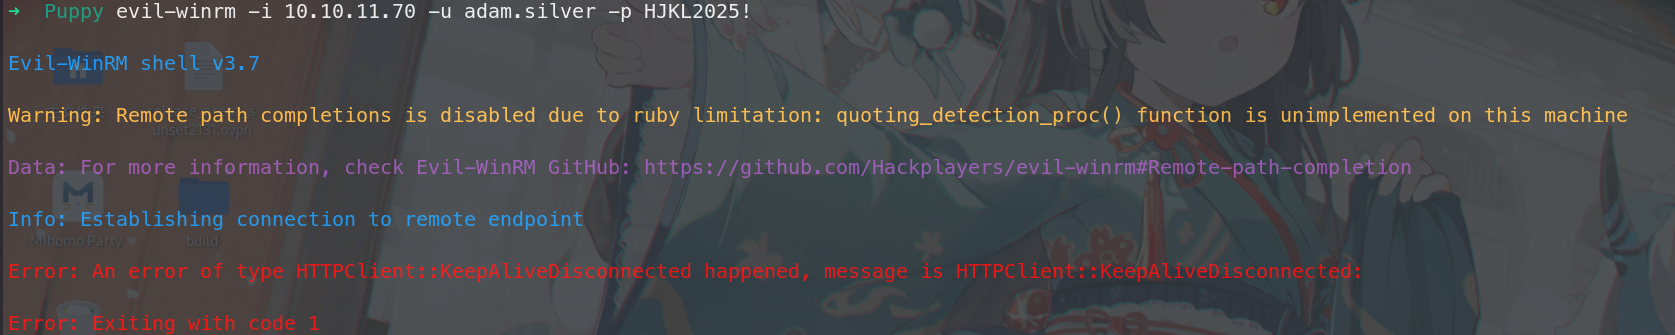 → Puppy evil-winrm -i 10.10.11.70 -u adam.silver -p HJKL2025!
Evil-WinRM shell v3.7
Warning: Remote path completions is disabled due to ruby limitation: quoting_detection_proc() function is unimplemented on this machine
unset2131.ovpn
Data: For more information, check Evil-WinRM GitHub: https://github.com/Hackplayers/evil-winrm#Remote-path-completion
Info: Establishing connection to remote endpoint
Mihomo Party
build
Error: An error of type HTTPClient::KeepAliveDisconnected happened, message is HTTPClient::KeepAliveDisconnected:
Error: Exiting with code 1